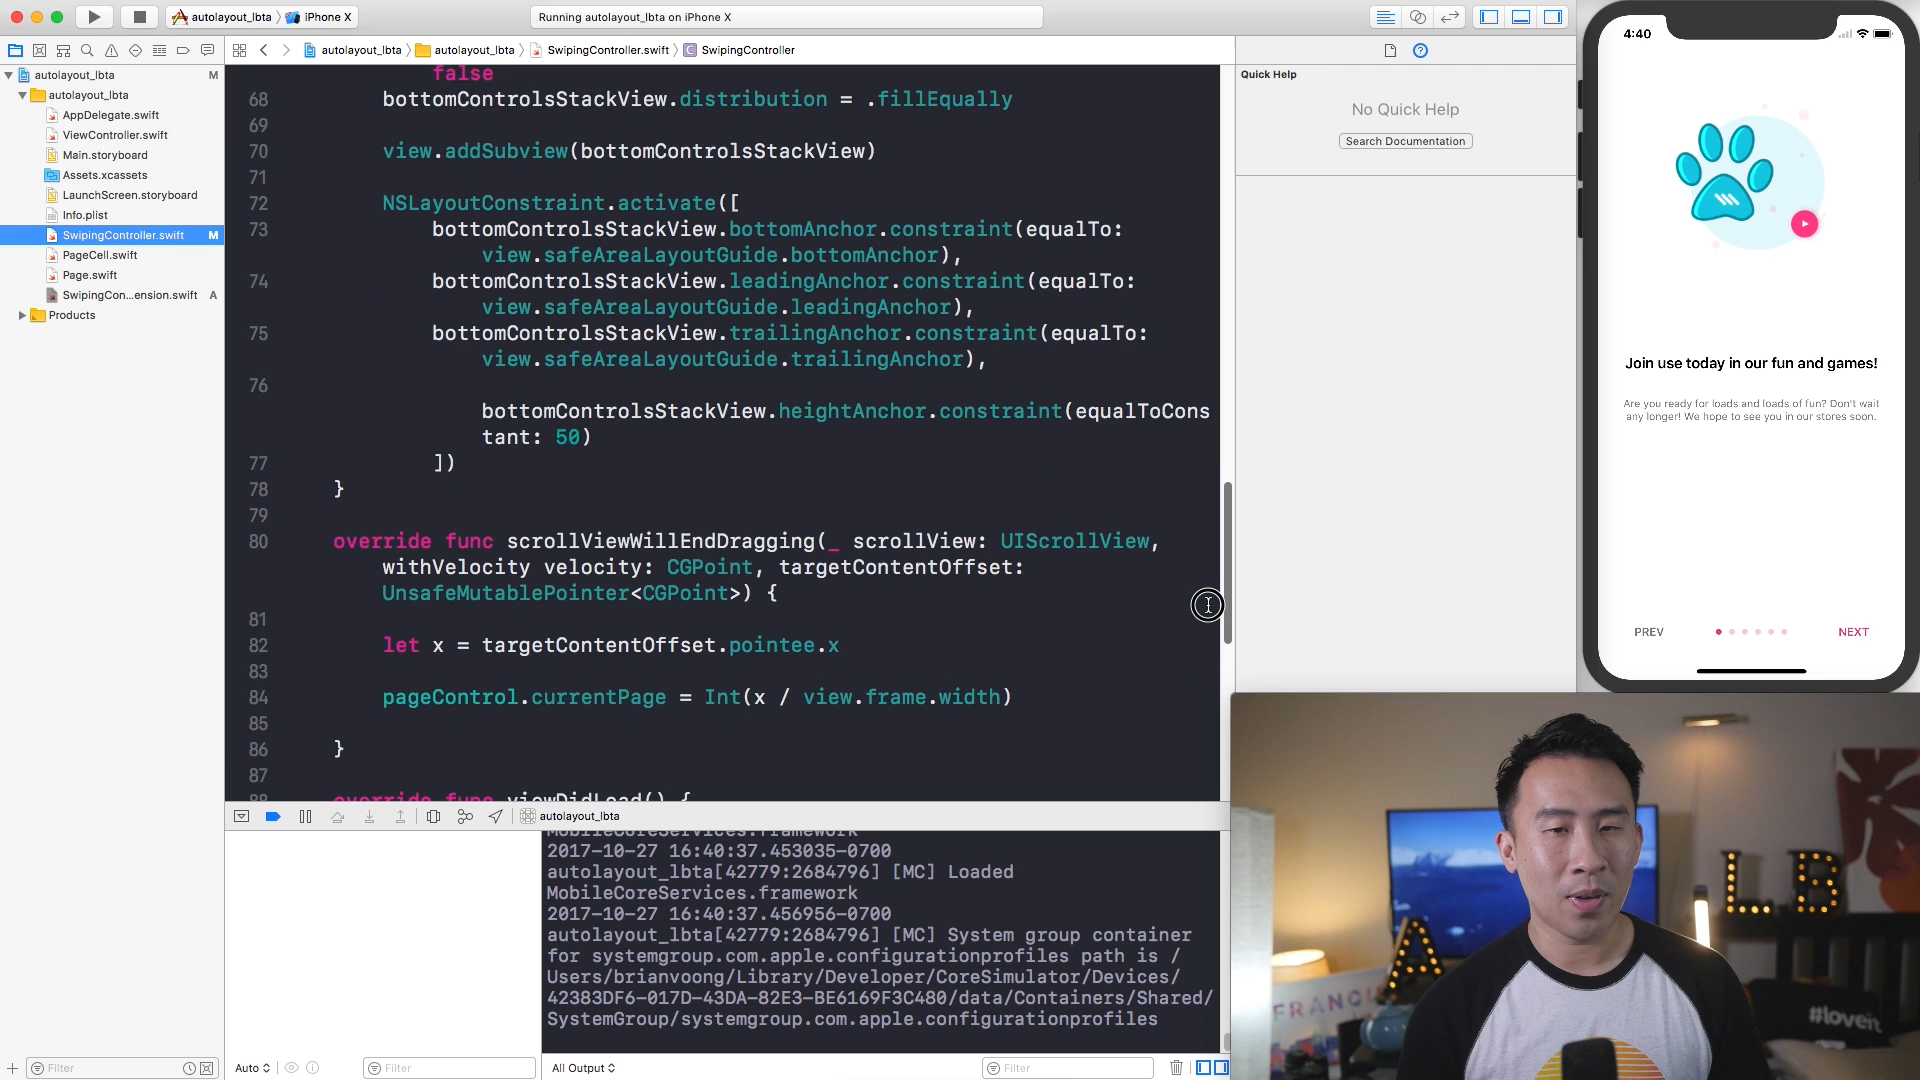 autolayout_lbta
iPhone X
Running autolayout_lbta on iPhone X
autolayout_lbta
autolayout_lbta
SwipingController.swift
SwipingController
autolayout_lbta M
autolayout_lbta
AppDelegate.swift
ViewController.swift
Main.storyboard
Assets.xcassets
LaunchScreen.storyboard
Info.plist
SwipingController.swift M
PageCell.swift
Page.swift
SwipingCon...ension.swift A
Products
Filter
false
68 bottomControlsStackView.distribution = .fillEqually
69
70 view.addSubview(bottomControlsStackView)
71
72 NSLayoutConstraint.activate([
73 bottomControlsStackView.bottomAnchor.constraint(equalTo:
view.safeAreaLayoutGuide.bottomAnchor),
74 bottomControlsStackView.leadingAnchor.constraint(equalTo:
view.safeAreaLayoutGuide.leadingAnchor),
75 bottomControlsStackView.trailingAnchor.constraint(equalTo:
view.safeAreaLayoutGuide.trailingAnchor),
76
bottomControlsStackView.heightAnchor.constraint(equalToCons
tant: 50)
77 ])
78 }
79
80 override func scrollViewWillEndDragging(_ scrollView: UIScrollView,
withVelocity velocity: CGPoint, targetContentOffset:
UnsafeMutablePointer<CGPoint>) {
81
82 let x = targetContentOffset.pointee.x
83
84 pageControl.currentPage = Int(x / view.frame.width)
85
86 }
87
88 override func viewDidLoad() {
autolayout_lbta
MobileCoreServices.framework
2017-10-27 16:40:37.453035-0700
autolayout_lbta[42779:2684796] [MC] Loaded
MobileCoreServices.framework
2017-10-27 16:40:37.456956-0700
autolayout_lbta[42779:2684796] [MC] System group container
for systemgroup.com.apple.configurationprofiles path is /
Users/brianvoong/Library/Developer/CoreSimulator/Devices/
42383DF6-017D-43DA-82E3-BE6169F3C480/data/Containers/Shared/
SystemGroup/systemgroup.com.apple.configurationprofiles
Auto
Filter
All Output
Filter
Quick Help
No Quick Help
Search Documentation
4:40
Join use today in our fun and games!
Are you ready for loads and loads of fun? Don't wait
any longer! We hope to see you in our stores soon.
PREV
NEXT
L B
A
#loveit